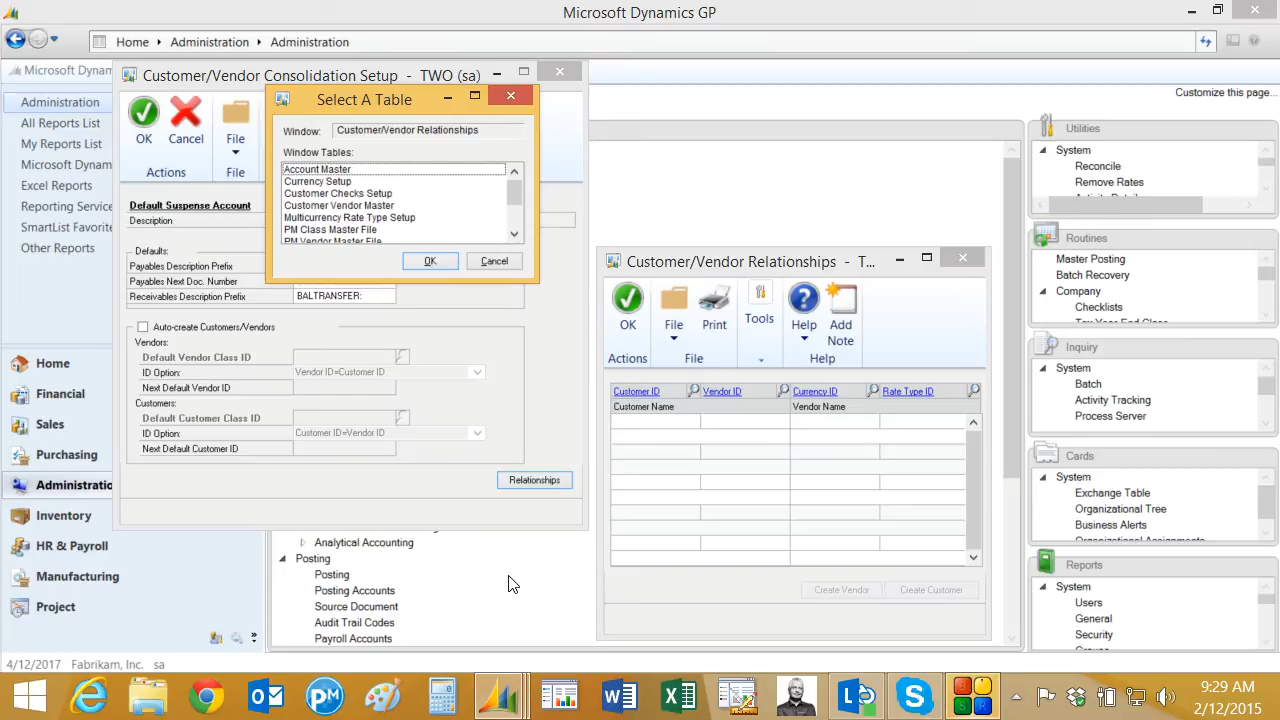 Microsoft Dynamics GP
Home
Administration
Administration
Microsoft Dynam
Customize this page...
Administration
All Reports List
My Reports List
Microsoft Dynam
Excel Reports
Reporting Service
SmartList Favorite
Other Reports
Home
Financial
Sales
Purchasing
Administratio
Inventory
HR & Payroll
Manufacturing
Project
Customer/Vendor Consolidation Setup - TWO (sa)
OK
Cancel
File
Actions
File
Default Suspense Account
Description
Defaults:
Payables Description Prefix
Payables Next Doc. Number
Receivables Description Prefix
BALTRANSFER:
Auto-create Customers/Vendors
Vendors:
Default Vendor Class ID
ID Option:
Vendor ID=Customer ID
Next Default Vendor ID
Customers:
Default Customer Class ID
ID Option:
Customer ID=Vendor ID
Next Default Customer ID
Relationships
Select A Table
Window:
Customer/Vendor Relationships
Window Tables:
Account Master
Currency Setup
Customer Checks Setup
Customer Vendor Master
Multicurrency Rate Type Setup
PM Class Master File
PM Vendor Master File
OK
Cancel
Analytical Accounting
Posting
Posting
Posting Accounts
Source Document
Audit Trail Codes
Payroll Accounts
Customer/Vendor Relationships - T...
OK
File
Print
Tools
Help
Add Note
Actions
File
Help
Customer ID
Vendor ID
Currency ID
Rate Type ID
Customer Name
Vendor Name
Create Vendor
Create Customer
Utilities
System
Reconcile
Remove Rates
Routines
Master Posting
Batch Recovery
Company
Checklists
Tax Year End Close
Inquiry
System
Batch
Activity Tracking
Process Server
Cards
System
Exchange Table
Organizational Tree
Business Alerts
Organizational Assignments
Reports
System
Users
General
Security
4/12/2017
Fabrikam, Inc.
sa
9:29 AM
2/12/2015